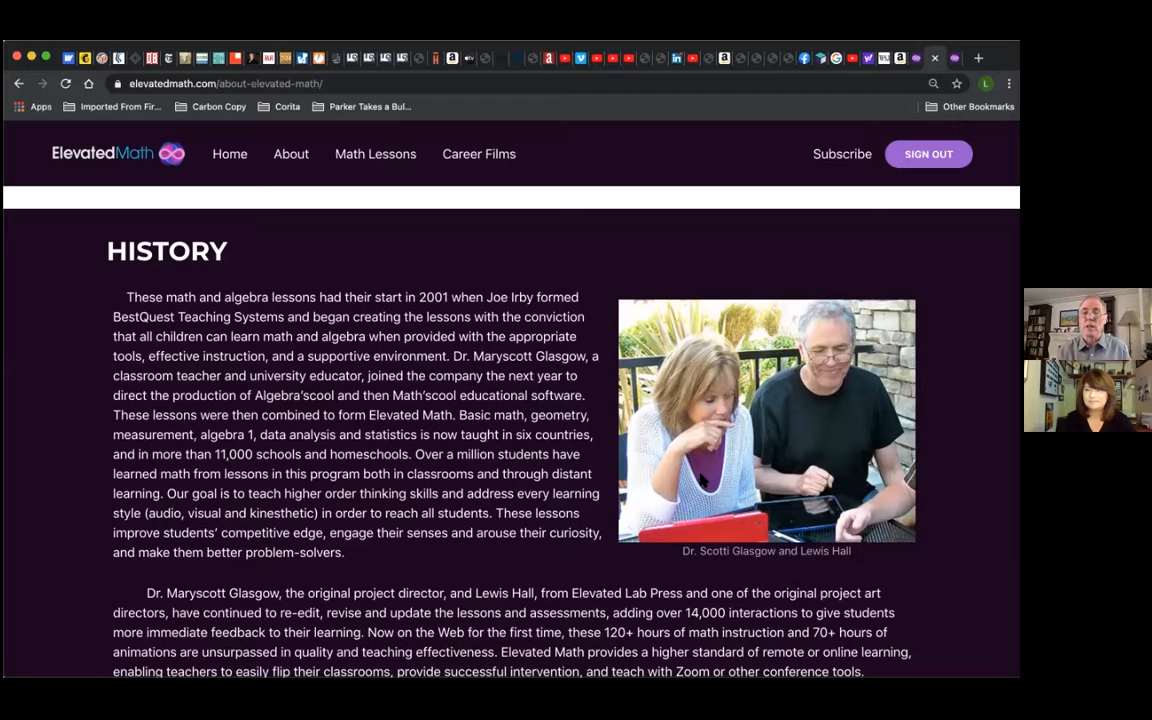 elevatedmath.com/about-elevated-math/
Apps
Imported From Fir...
Carbon Copy
Corita
Parker Takes a Bul...
Other Bookmarks
ElevatedMath
Home
About
Math Lessons
Career Films
Subscribe
SIGN OUT
HISTORY
These math and algebra lessons had their start in 2001 when Joe Irby formed
BestQuest Teaching Systems and began creating the lessons with the conviction
that all children can learn math and algebra when provided with the appropriate
tools, effective instruction, and a supportive environment. Dr. Maryscott Glasgow, a
classroom teacher and university educator, joined the company the next year to
direct the production of Algebra'scool and then Math'scool educational software.
These lessons were then combined to form Elevated Math. Basic math, geometry,
measurement, algebra 1, data analysis and statistics is now taught in six countries,
and in more than 11,000 schools and homeschools. Over a million students have
learned math from lessons in this program both in classrooms and through distant
learning. Our goal is to teach higher order thinking skills and address every learning
style (audio, visual and kinesthetic) in order to reach all students. These lessons
improve students' competitive edge, engage their senses and arouse their curiosity,
and make them better problem-solvers.
Dr. Scotti Glasgow and Lewis Hall
Dr. Maryscott Glasgow, the original project director, and Lewis Hall, from Elevated Lab Press and one of the original project art
directors, have continued to re-edit, revise and update the lessons and assessments, adding over 14,000 interactions to give students
more immediate feedback to their learning. Now on the Web for the first time, these 120+ hours of math instruction and 70+ hours of
animations are unsurpassed in quality and teaching effectiveness. Elevated Math provides a higher standard of remote or online learning,
enabling teachers to easily flip their classrooms, provide successful intervention, and teach with Zoom or other conference tools.